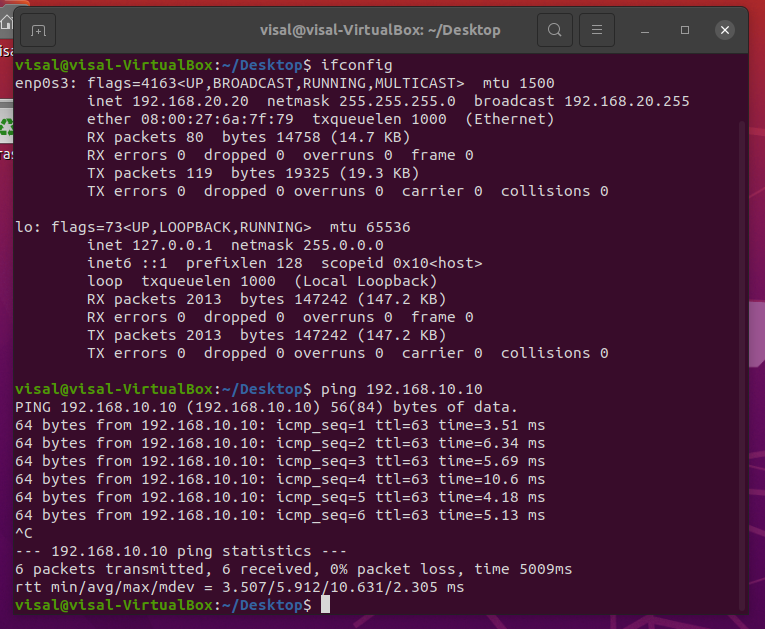 visal@visal-VirtualBox: ~/Desktop
visal@visal-VirtualBox:~/Desktop$ ifconfig
enp0s3: flags=4163<UP,BROADCAST,RUNNING,MULTICAST>  mtu 1500
        inet 192.168.20.20  netmask 255.255.255.0  broadcast 192.168.20.255
        ether 08:00:27:6a:7f:79  txqueuelen 1000  (Ethernet)
        RX packets 80  bytes 14758 (14.7 KB)
        RX errors 0  dropped 0  overruns 0  frame 0
        TX packets 119  bytes 19325 (19.3 KB)
        TX errors 0  dropped 0 overruns 0  carrier 0  collisions 0

lo: flags=73<UP,LOOPBACK,RUNNING>  mtu 65536
        inet 127.0.0.1  netmask 255.0.0.0
        inet6 ::1  prefixlen 128  scopeid 0x10<host>
        loop  txqueuelen 1000  (Local Loopback)
        RX packets 2013  bytes 147242 (147.2 KB)
        RX errors 0  dropped 0  overruns 0  frame 0
        TX packets 2013  bytes 147242 (147.2 KB)
        TX errors 0  dropped 0 overruns 0  carrier 0  collisions 0

visal@visal-VirtualBox:~/Desktop$ ping 192.168.10.10
PING 192.168.10.10 (192.168.10.10) 56(84) bytes of data.
64 bytes from 192.168.10.10: icmp_seq=1 ttl=63 time=3.51 ms
64 bytes from 192.168.10.10: icmp_seq=2 ttl=63 time=6.34 ms
64 bytes from 192.168.10.10: icmp_seq=3 ttl=63 time=5.69 ms
64 bytes from 192.168.10.10: icmp_seq=4 ttl=63 time=10.6 ms
64 bytes from 192.168.10.10: icmp_seq=5 ttl=63 time=4.18 ms
64 bytes from 192.168.10.10: icmp_seq=6 ttl=63 time=5.13 ms
^C
--- 192.168.10.10 ping statistics ---
6 packets transmitted, 6 received, 0% packet loss, time 5009ms
rtt min/avg/max/mdev = 3.507/5.912/10.631/2.305 ms
visal@visal-VirtualBox:~/Desktop$